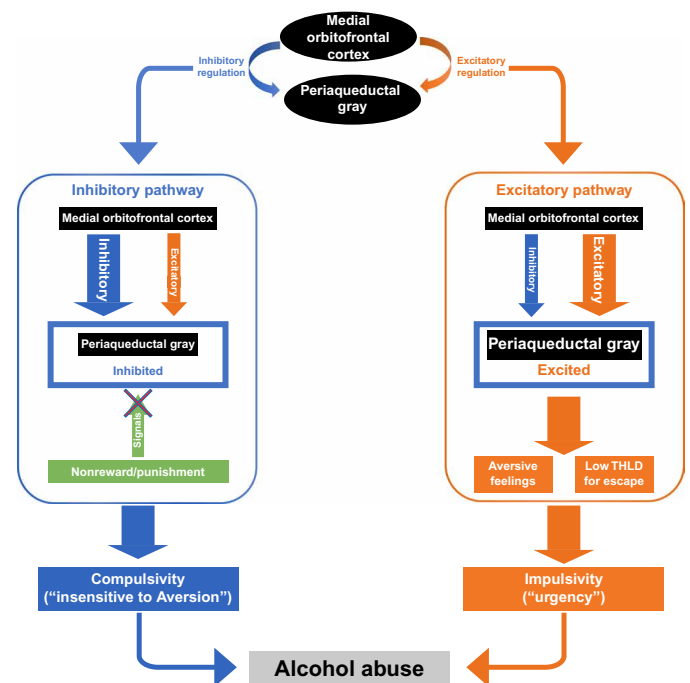 Medial
orbitofrontal
cortex
Inhibitory
regulation
Excitatory
regulation
Periaqueductal
gray
Inhibitory pathway
Medial orbitofrontal cortex
Inhibitory
Excitatory
Periaqueductal gray
Inhibited
Signals
Nonreward/punishment
Compulsivity
(“insensitive to Aversion”)
Excitatory pathway
Medial orbitofrontal cortex
Inhibitory
Excitatory
Periaqueductal gray
Excited
Aversive
feelings
Low THLD
for escape
Impulsivity
(“urgency”)
Alcohol abuse